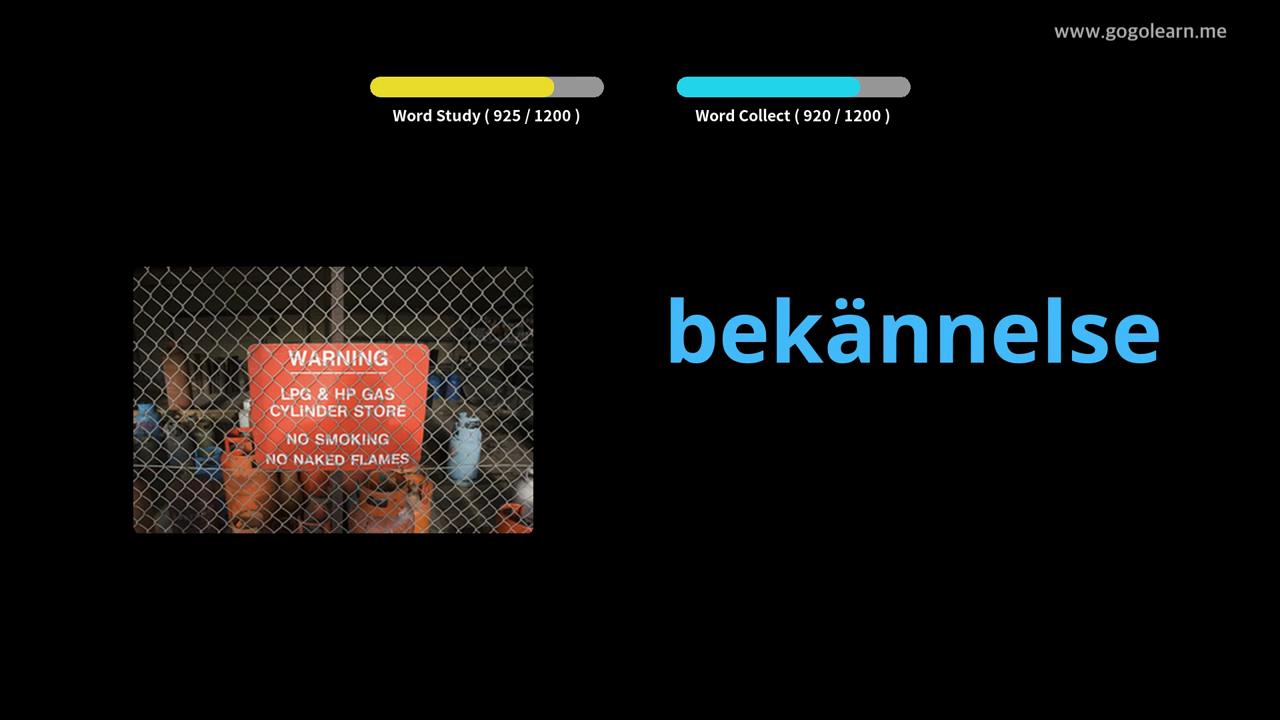 www.gogolearn.me
Word Study ( 925 / 1200 )
Word Collect ( 920 / 1200 )
WARNING
LPG & HP GAS
CYLINDER STORE
NO SMOKING
NO NAKED FLAMES
bekännelse